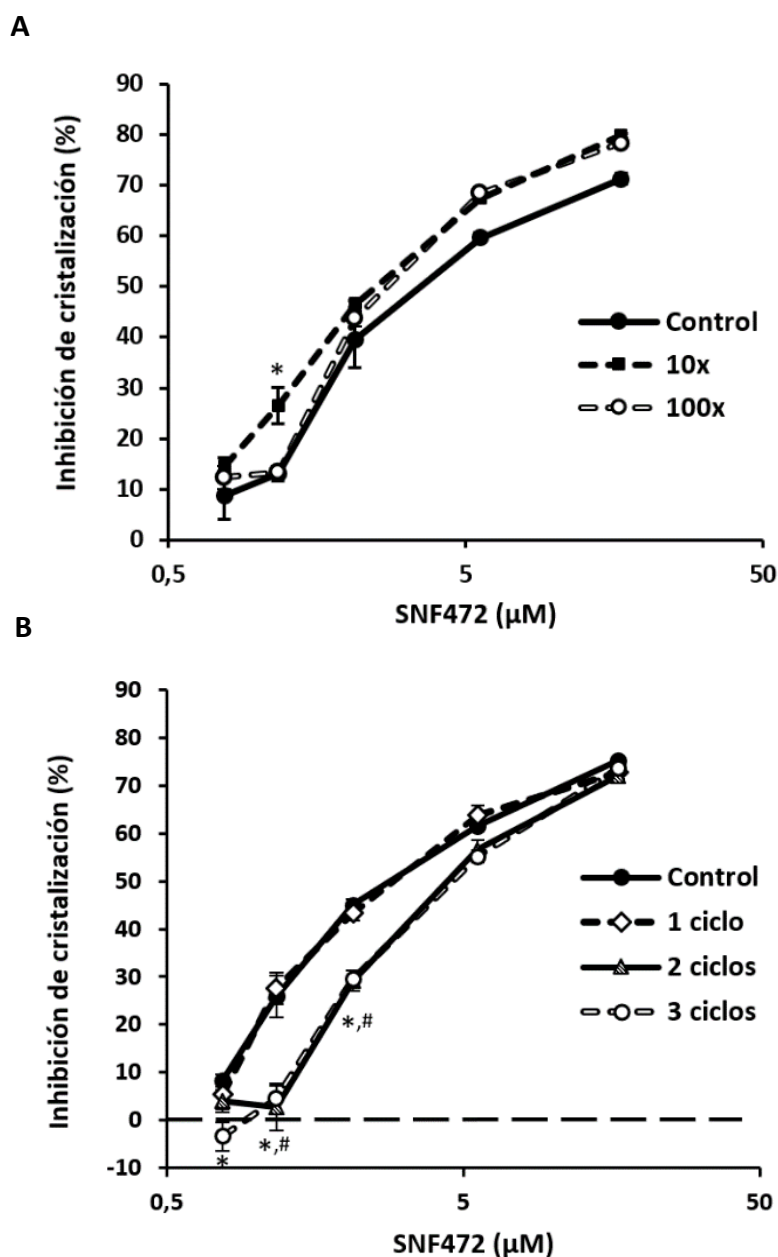 A
Inhibición de cristalización (%)
90
80
70
60
50
40
30
20
10
0
*
Control
10x
100x
0,5
5
50
SNF472 (µM)
B
Inhibición de cristalización (%)
90
80
70
60
50
40
30
20
10
0
-10
Control
1 ciclo
2 ciclos
3 ciclos
*,#
*,#
*
0,5
5
50
SNF472 (µM)